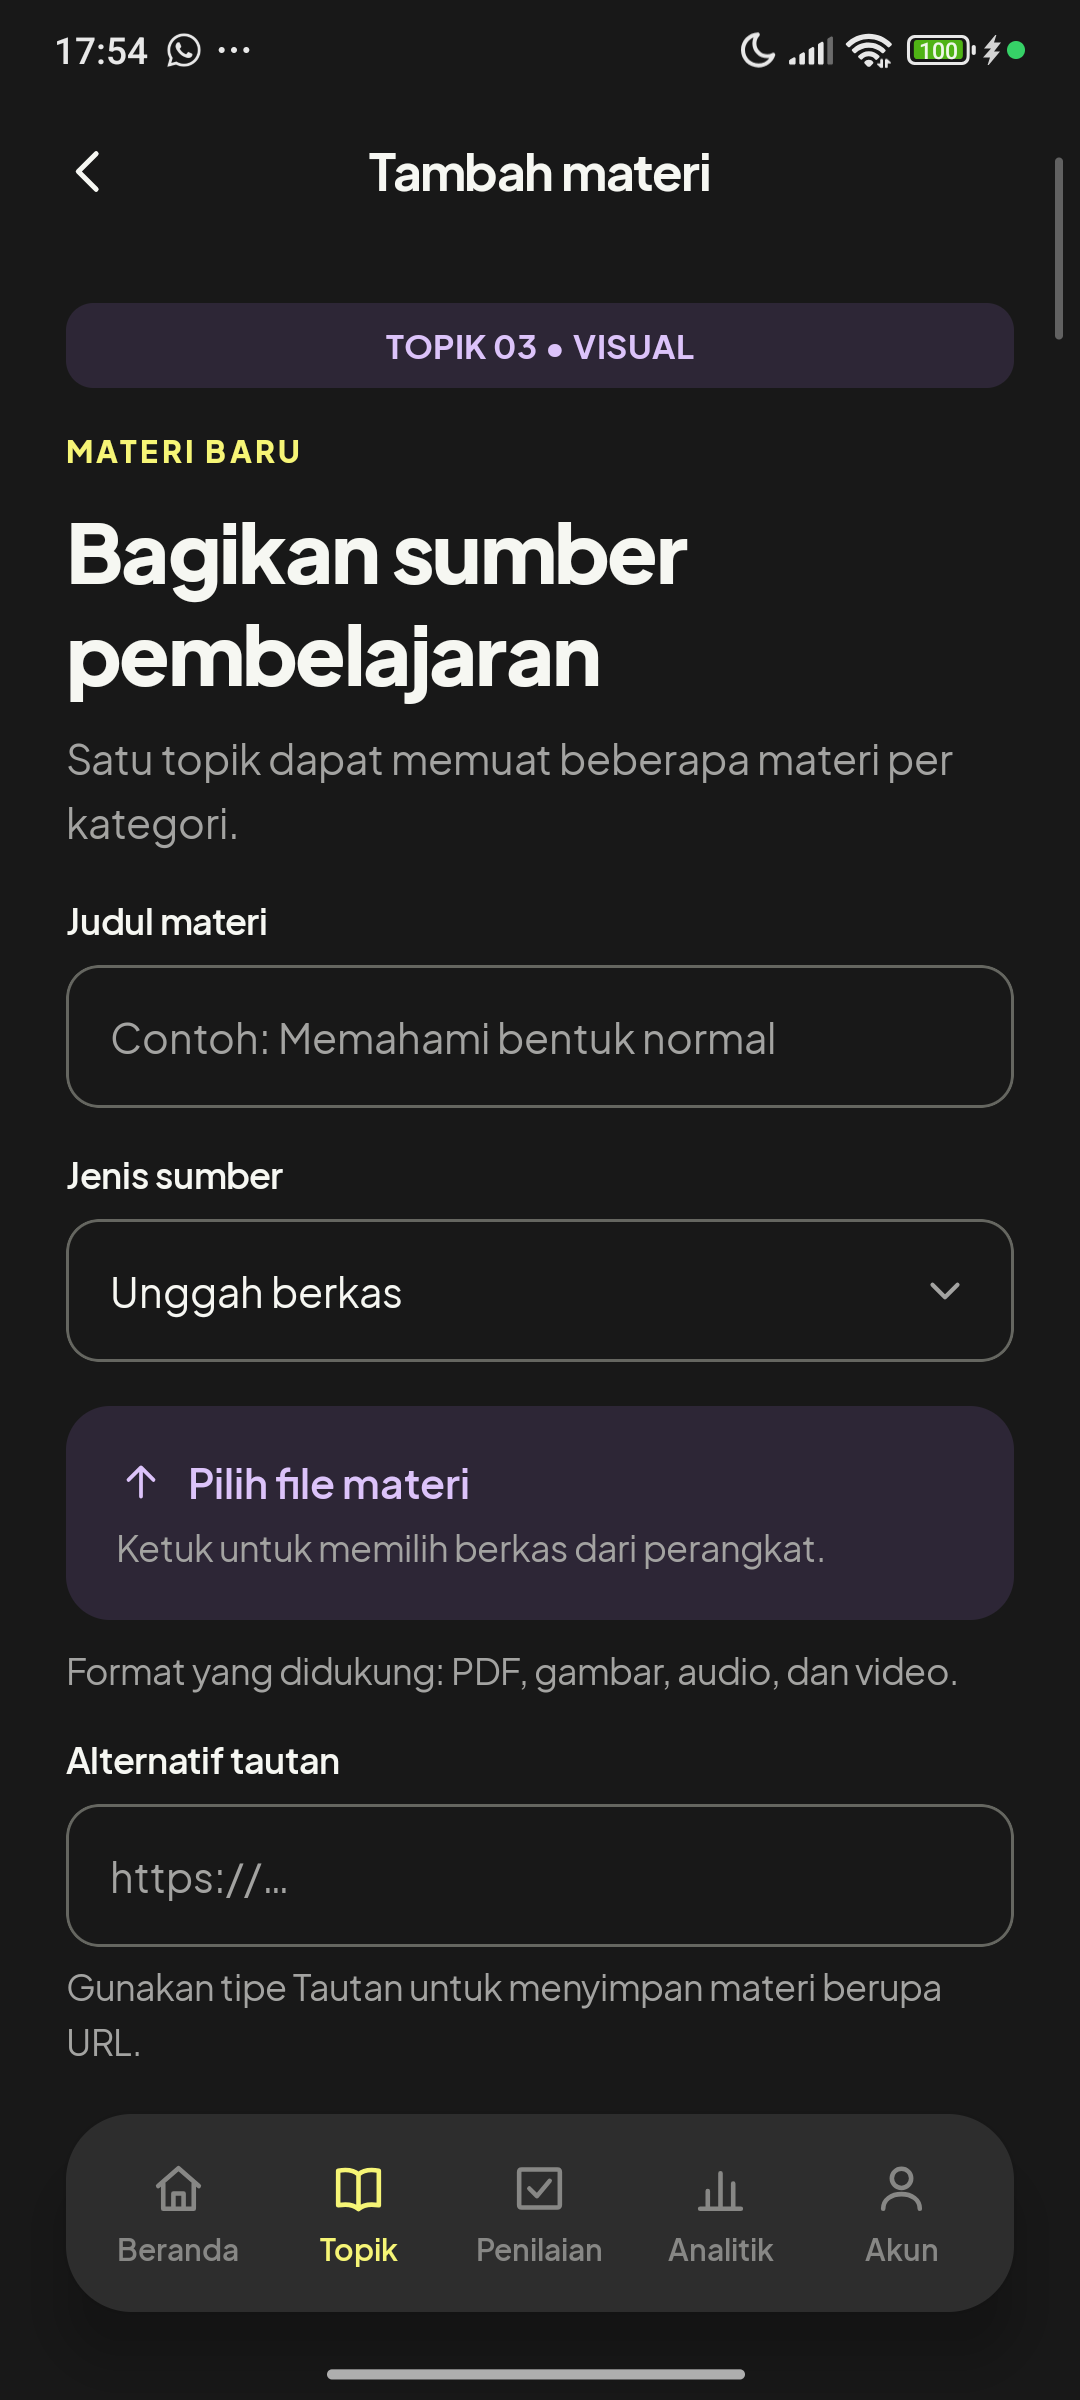 17:54
100
Tambah materi
TOPIK 03 • VISUAL
MATERI BARU
Bagikan sumber
pembelajaran
Satu topik dapat memuat beberapa materi per
kategori.
Judul materi
Contoh: Memahami bentuk normal
Jenis sumber
Unggah berkas
Pilih file materi
Ketuk untuk memilih berkas dari perangkat.
Format yang didukung: PDF, gambar, audio, dan video.
Alternatif tautan
https://...
Gunakan tipe Tautan untuk menyimpan materi berupa
URL.
Beranda
Topik
Penilaian
Analitik
Akun